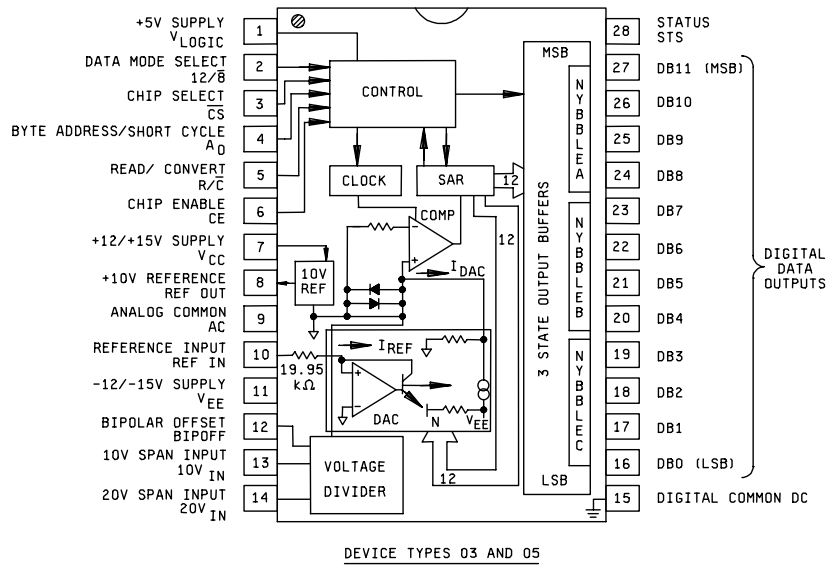 +5V SUPPLY
VLOGIC
1
DATA MODE SELECT
12/8̅
2
CHIP SELECT
C̅S̅
3
BYTE ADDRESS/SHORT CYCLE
A0
4
READ/ CONVERT
R/C̅
5
CHIP ENABLE
CE
6
+12/+15V SUPPLY
VCC
7
+10V REFERENCE
REF OUT
8
ANALOG COMMON
AC
9
REFERENCE INPUT
REF IN
10
-12/-15V SUPPLY
VEE
11
BIPOLAR OFFSET
BIPOFF
12
10V SPAN INPUT
10VIN
13
20V SPAN INPUT
20VIN
14
CONTROL
CLOCK
SAR
12
COMP
-
+
12
10V
REF
IDAC
IREF
19.95
kΩ
+
-
DAC
N
VEE
VOLTAGE
DIVIDER
12
MSB
3 STATE OUTPUT BUFFERS
LSB
NYBBLEA
NYBBLEB
NYBBLEC
28
STATUS
STS
27
DB11 (MSB)
26
DB10
25
DB9
24
DB8
23
DB7
22
DB6
21
DB5
20
DB4
19
DB3
18
DB2
17
DB1
16
DB0 (LSB)
15
DIGITAL COMMON DC
DIGITAL
DATA
OUTPUTS
DEVICE TYPES 03 AND 05